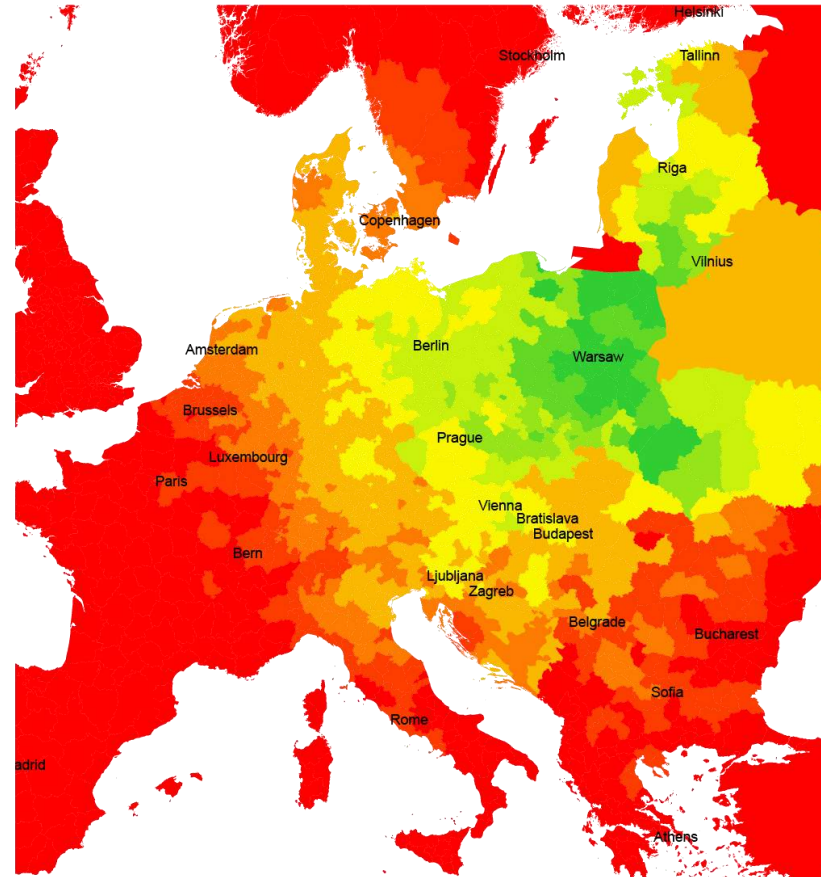 Helsinki
Stockholm
Tallinn
Riga
Copenhagen
Vilnius
Berlin
Amsterdam
Warsaw
Brussels
Prague
Luxembourg
Paris
Vienna
Bratislava
Budapest
Bern
Ljubljana
Zagreb
Belgrade
Bucharest
Sofia
Rome
adrid
Athens